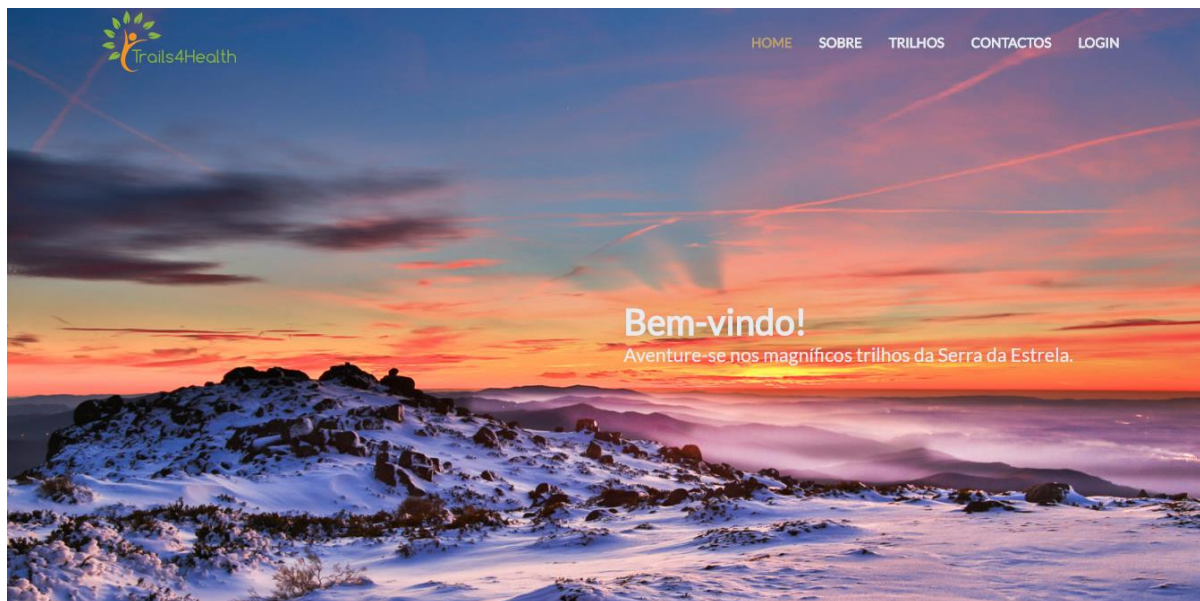 Trails4Health
HOME SOBRE TRILHOS CONTACTOS LOGIN
Bem-vindo!
Aventure-se nos magníficos trilhos da Serra da Estrela.